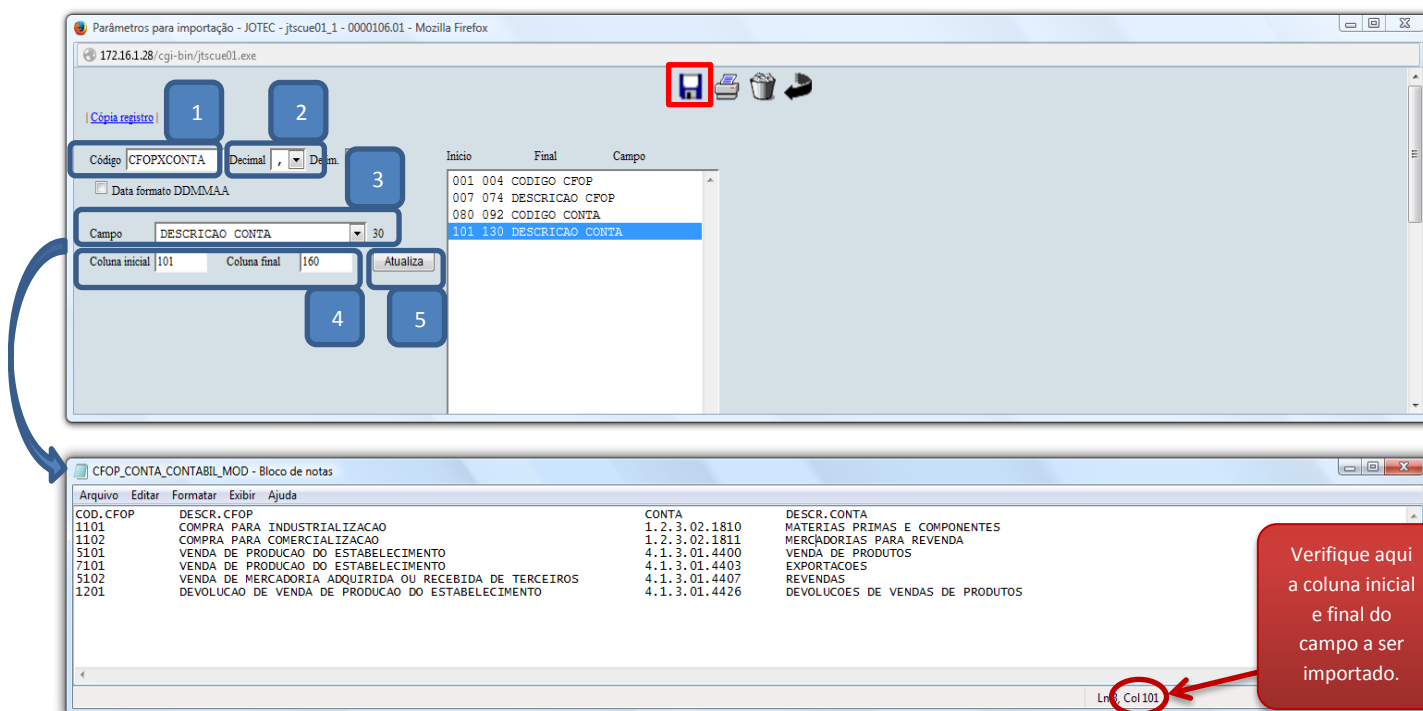 Parâmetros para importação - JOTEC - jtscue01_1 - 0000106.01 - Mozilla Firefox
172.16.1.28/cgi-bin/jtscue01.exe
| Cópia registro |
1
2
Código CFOPXCONTA Decimal , Delim.
3
Data formato DDMMAA
Campo DESCRICAO CONTA 30
Coluna inicial 101 Coluna final 160 Atualiza
4
5
Início Final Campo
001 004 CODIGO CFOP
007 074 DESCRICAO CFOP
080 092 CODIGO CONTA
101 130 DESCRICAO CONTA
CFOP_CONTA_CONTABIL_MOD - Bloco de notas
Arquivo Editar Formatar Exibir Ajuda
COD.CFOP DESCR.CFOP CONTA DESCR.CONTA
1101 COMPRA PARA INDUSTRIALIZACAO 1.2.3.02.1810 MATERIAS PRIMAS E COMPONENTES
1102 COMPRA PARA COMERCIALIZACAO 1.2.3.02.1811 MERCADORIAS PARA REVENDA
5101 VENDA DE PRODUCAO DO ESTABELECIMENTO 4.1.3.01.4400 VENDA DE PRODUTOS
7101 VENDA DE PRODUCAO DO ESTABELECIMENTO 4.1.3.01.4403 EXPORTACOES
5102 VENDA DE MERCADORIA ADQUIRIDA OU RECEBIDA DE TERCEIROS 4.1.3.01.4407 REVENDAS
1201 DEVOLUCAO DE VENDA DE PRODUCAO DO ESTABELECIMENTO 4.1.3.01.4426 DEVOLUCOES DE VENDAS DE PRODUTOS
Verifique aqui
a coluna inicial
e final do
campo a ser
importado.
Ln 3, Col 101